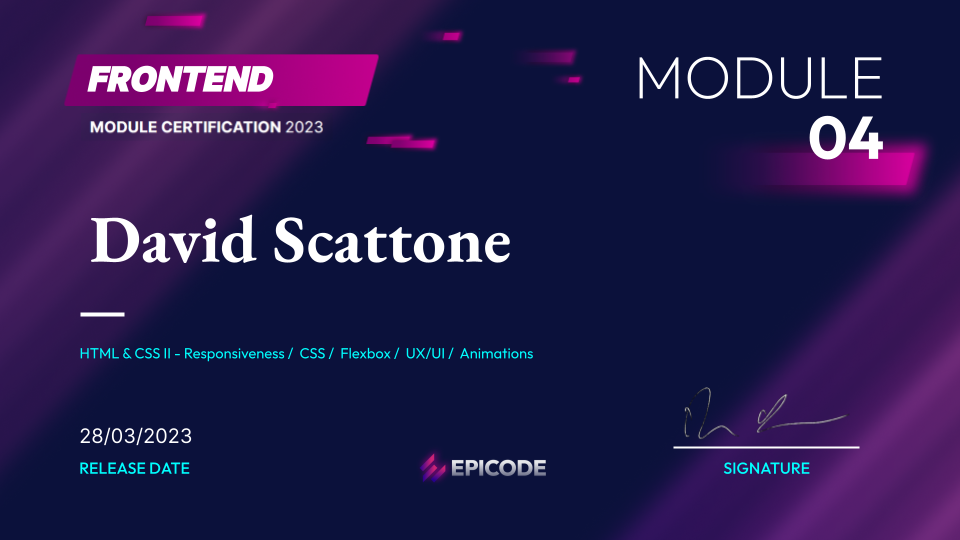 FRONTEND
MODULE CERTIFICATION 2023
MODULE
04
David Scattone
HTML & CSS II - Responsiveness / CSS / Flexbox / UX/UI / Animations
28/03/2023
RELEASE DATE
EPICODE
SIGNATURE